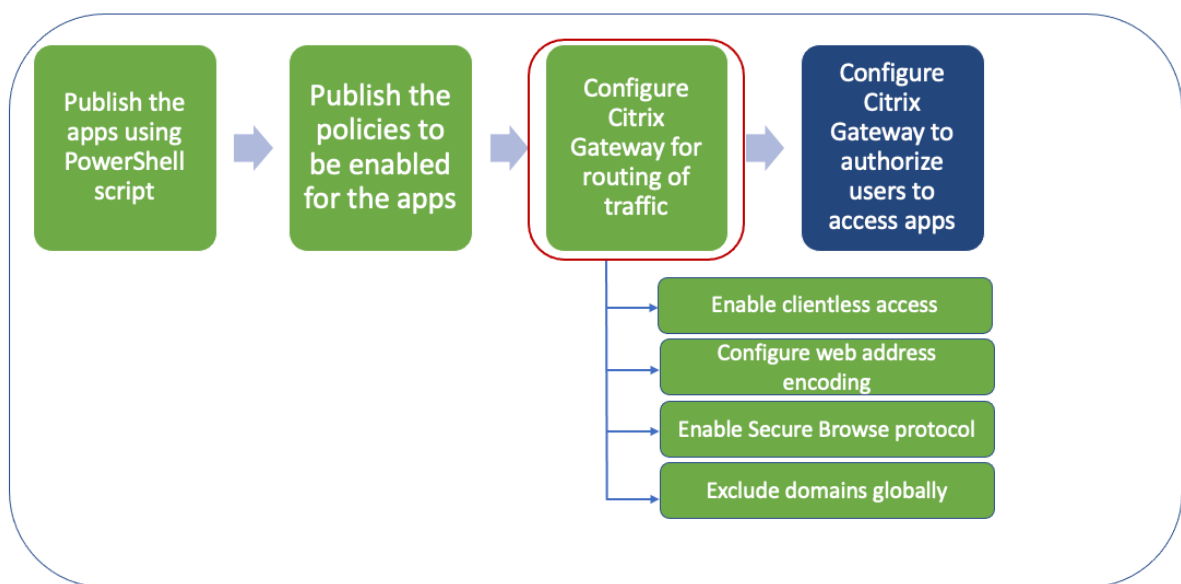 Publish the
apps using
PowerShell
script
Publish the
policies to
be enabled
for the apps
Configure
Citrix
Gateway for
routing of
traffic
Configure
Citrix
Gateway to
authorize
users to
access apps
Enable clientless access
Configure web address
encoding
Enable Secure Browse protocol
Exclude domains globally